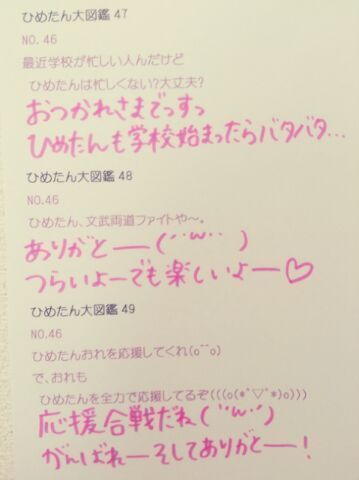 ひめたん大図鑑 47
NO.46
最近学校が忙しい人んだけど
ひめたんは忙しくない?大丈夫?
おつかれさまでっすっ
ひめたんも学校始まったらバタバタ...
ひめたん大図鑑 48
NO.46
ひめたん、文武両道ファイトや〜。
ありがとー(´˙ω˙`)
つらいよーでも楽しいよー♡
ひめたん大図鑑 49
NO.46
ひめたんおれを応援してくれ(o⌒⌒o)
で、おれも
ひめたんを全力で応援してるぞ(((o(*ﾟ▽ﾟ*)o)))
応援合戦だね(´˙ω˙`)
がんばれーそしてありがとー!